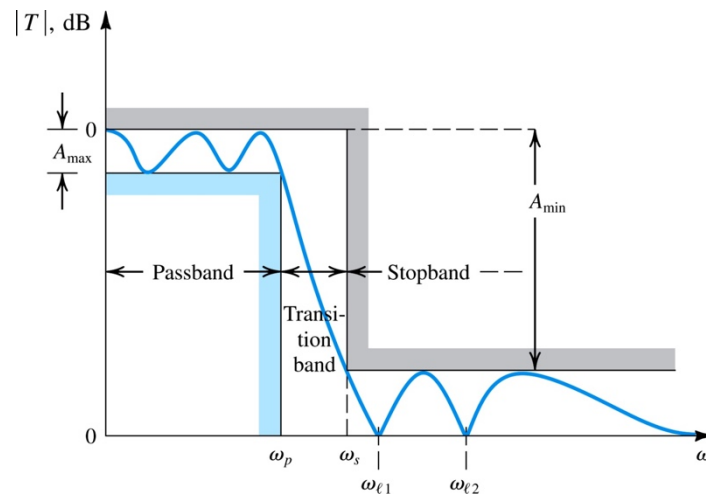 |T|, dB
0
A_max
A_min
Passband
Stopband
Transi-
tion
band
0
ω_p
ω_s
ω
ω_ℓ1
ω_ℓ2